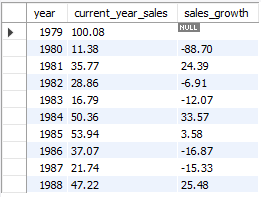 year current_year_sales sales_growth
1979 100.08 NULL
1980 11.38 -88.70
1981 35.77 24.39
1982 28.86 -6.91
1983 16.79 -12.07
1984 50.36 33.57
1985 53.94 3.58
1986 37.07 -16.87
1987 21.74 -15.33
1988 47.22 25.48